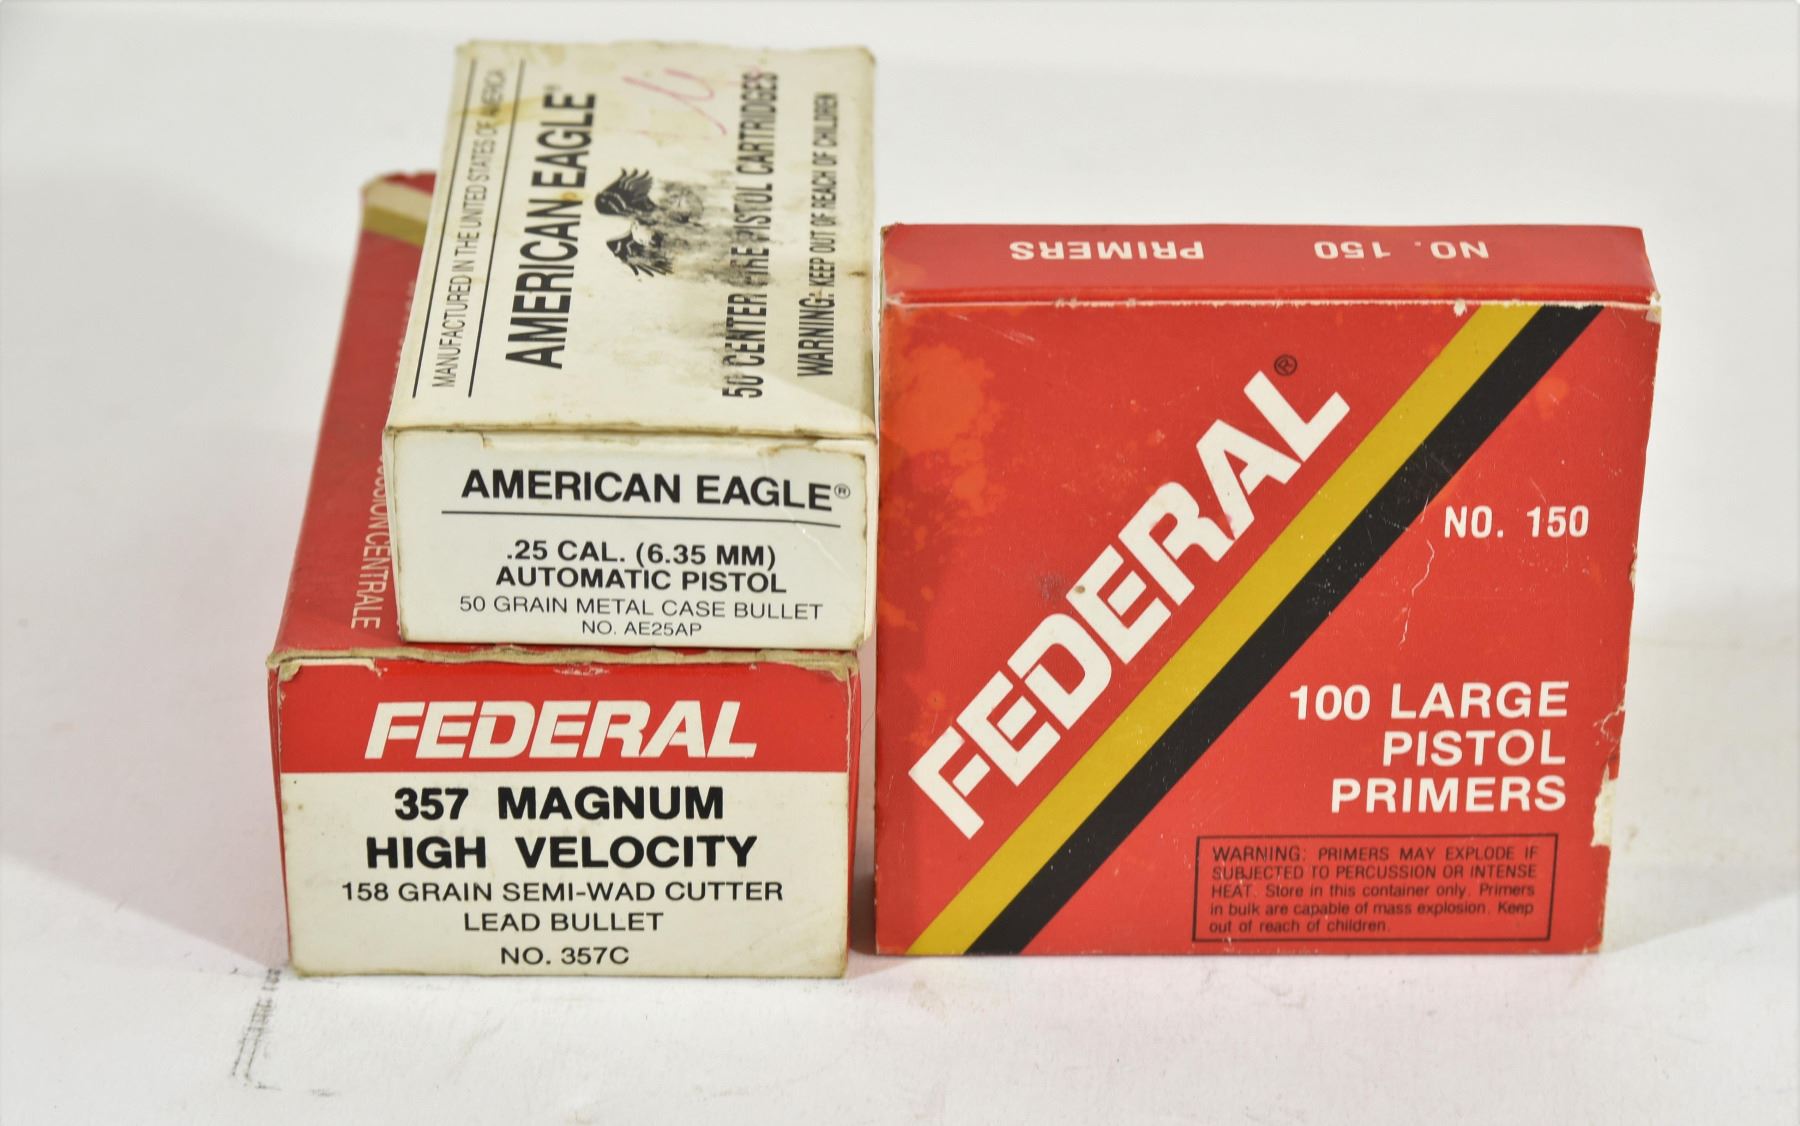 MANUFACTURED IN THE UNITED STATES OF AMERICA
AMERICAN EAGLE®
50 CENTER FIRE PISTOL CARTRIDGES
WARNING: KEEP OUT OF REACH OF CHILDREN
AMERICAN EAGLE®
.25 CAL. (6.35 MM)
AUTOMATIC PISTOL
50 GRAIN METAL CASE BULLET
NO. AE25AP
CENTRALE
FEDERAL
357 MAGNUM
HIGH VELOCITY
158 GRAIN SEMI-WAD CUTTER
LEAD BULLET
NO. 357C
NO. 150 PRIMERS
FEDERAL®
NO. 150
100 LARGE
PISTOL
PRIMERS
WARNING: PRIMERS MAY EXPLODE IF
SUBJECTED TO PERCUSSION OR INTENSE
HEAT. Store in this container only. Primers
in bulk are capable of mass explosion. Keep
out of reach of children.